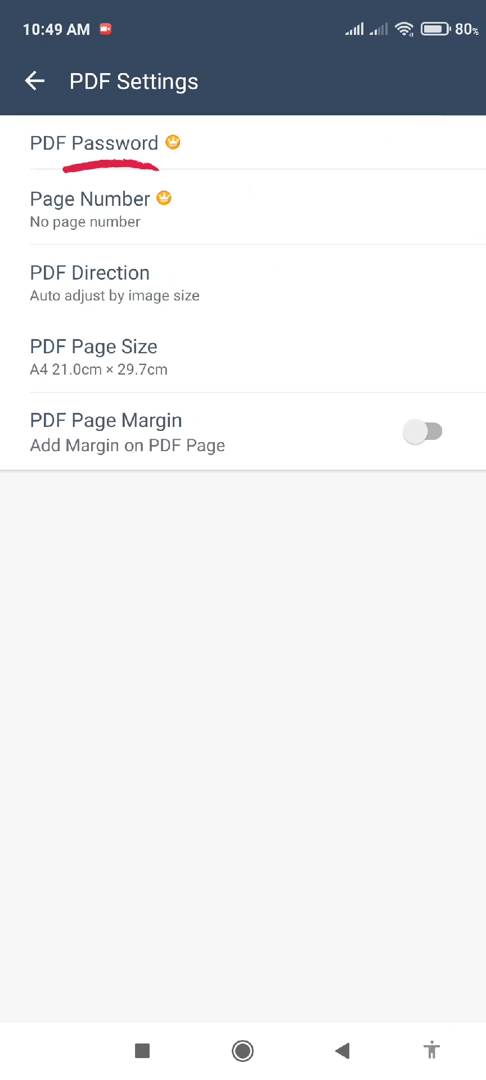 10:49 AM
80%
PDF Settings
PDF Password
Page Number
No page number
PDF Direction
Auto adjust by image size
PDF Page Size
A4 21.0cm × 29.7cm
PDF Page Margin
Add Margin on PDF Page